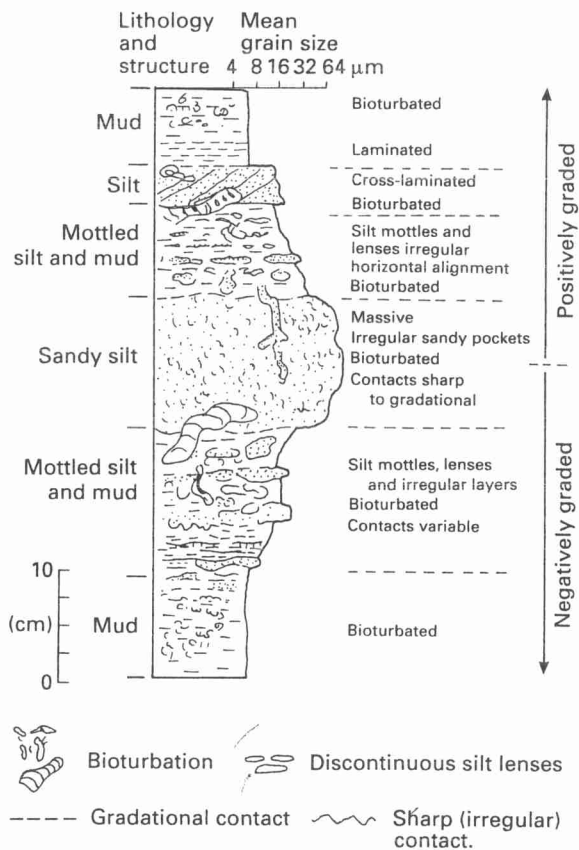 Lithology and structure
Mean grain size
4 8 16 32 64 μm
Mud
Bioturbated
Laminated
Silt
Cross-laminated
Bioturbated
Mottled
silt and mud
Silt mottles and
lenses irregular
horizontal alignment
Bioturbated
Sandy silt
Massive
Irregular sandy pockets
Bioturbated
Contacts sharp
to gradational
Mottled silt
and mud
Silt mottles, lenses
and irregular layers
Bioturbated
Contacts variable
Mud
Bioturbated
Positively graded
Negatively graded
10
(cm)
0
Bioturbation
Discontinuous silt lenses
Gradational contact
Sharp (irregular)
contact.